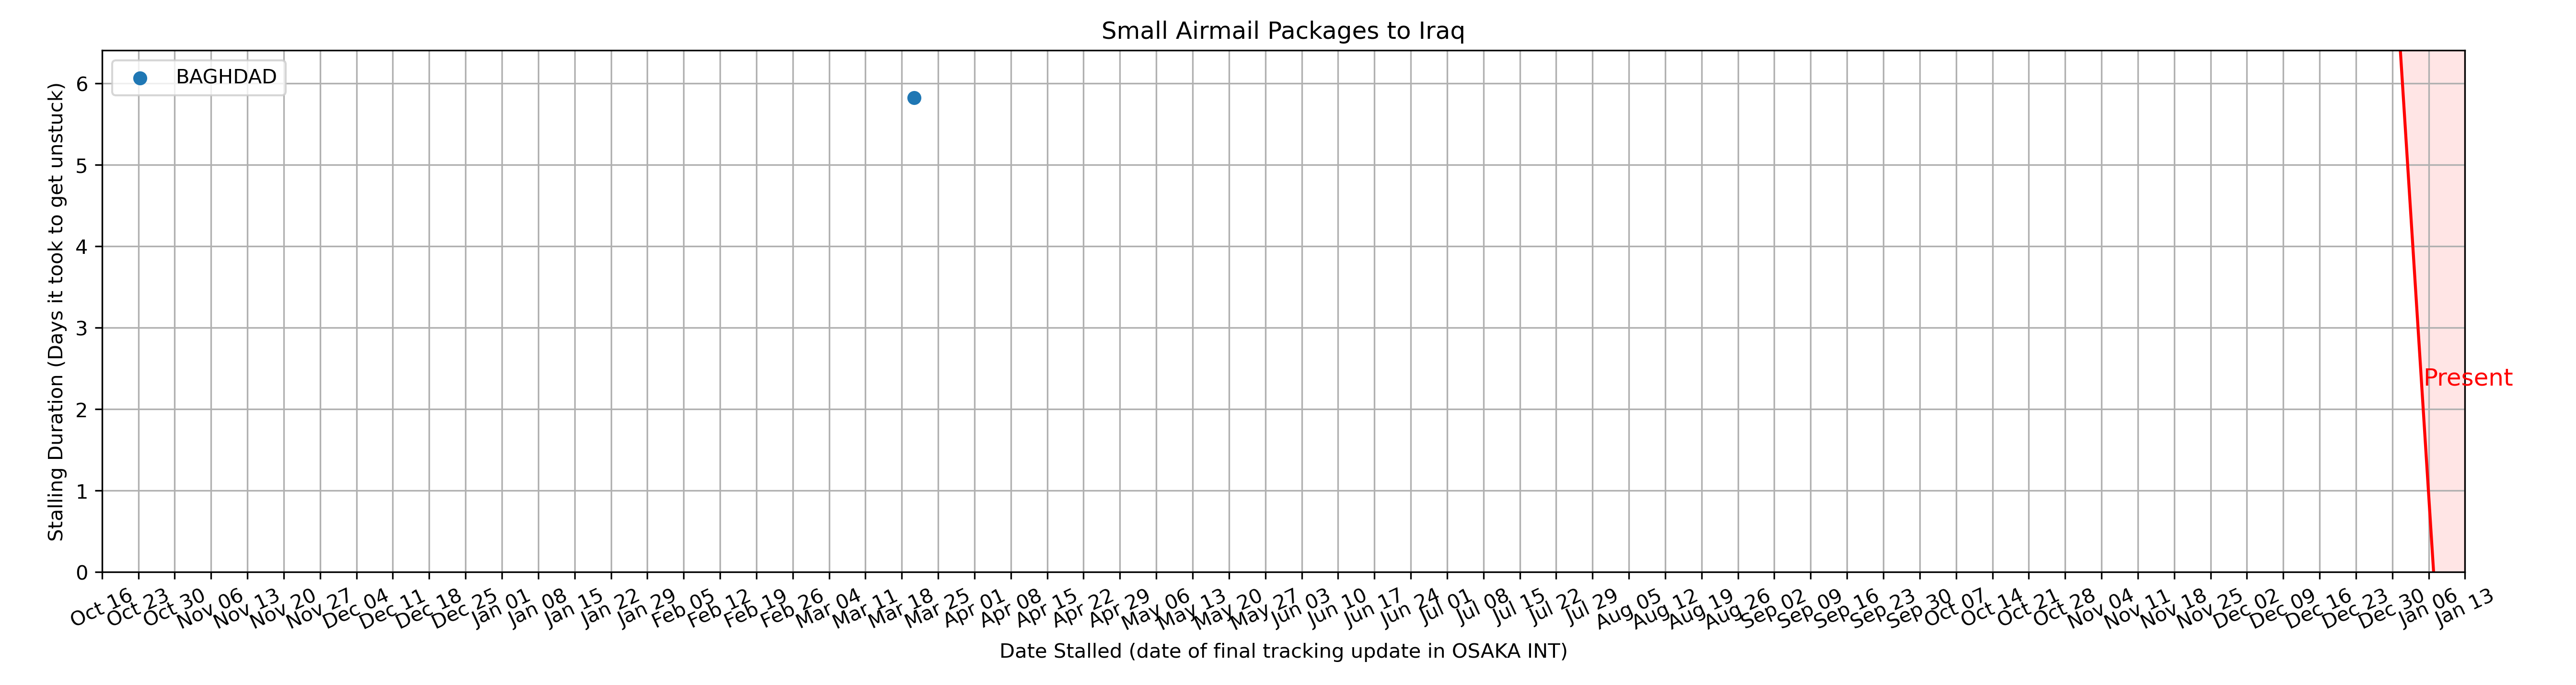 Small Airmail Packages to Iraq
BAGHDAD
Stalling Duration (Days it took to get unstuck)
6
5
4
3
2
1
0
Present
Oct 16
Oct 23
Oct 30
Nov 06
Nov 13
Nov 20
Nov 27
Dec 04
Dec 11
Dec 18
Dec 25
Jan 01
Jan 08
Jan 15
Jan 22
Jan 29
Feb 05
Feb 12
Feb 19
Feb 26
Mar 04
Mar 11
Mar 18
Mar 25
Apr 01
Apr 08
Apr 15
Apr 22
Apr 29
May 06
May 13
May 20
May 27
Jun 03
Jun 10
Jun 17
Jun 24
Jul 01
Jul 08
Jul 15
Jul 22
Jul 29
Aug 05
Aug 12
Aug 19
Aug 26
Sep 02
Sep 09
Sep 16
Sep 23
Sep 30
Oct 07
Oct 14
Oct 21
Oct 28
Nov 04
Nov 11
Nov 18
Nov 25
Dec 02
Dec 09
Dec 16
Dec 23
Dec 30
Jan 06
Jan 13
Date Stalled (date of final tracking update in OSAKA INT)